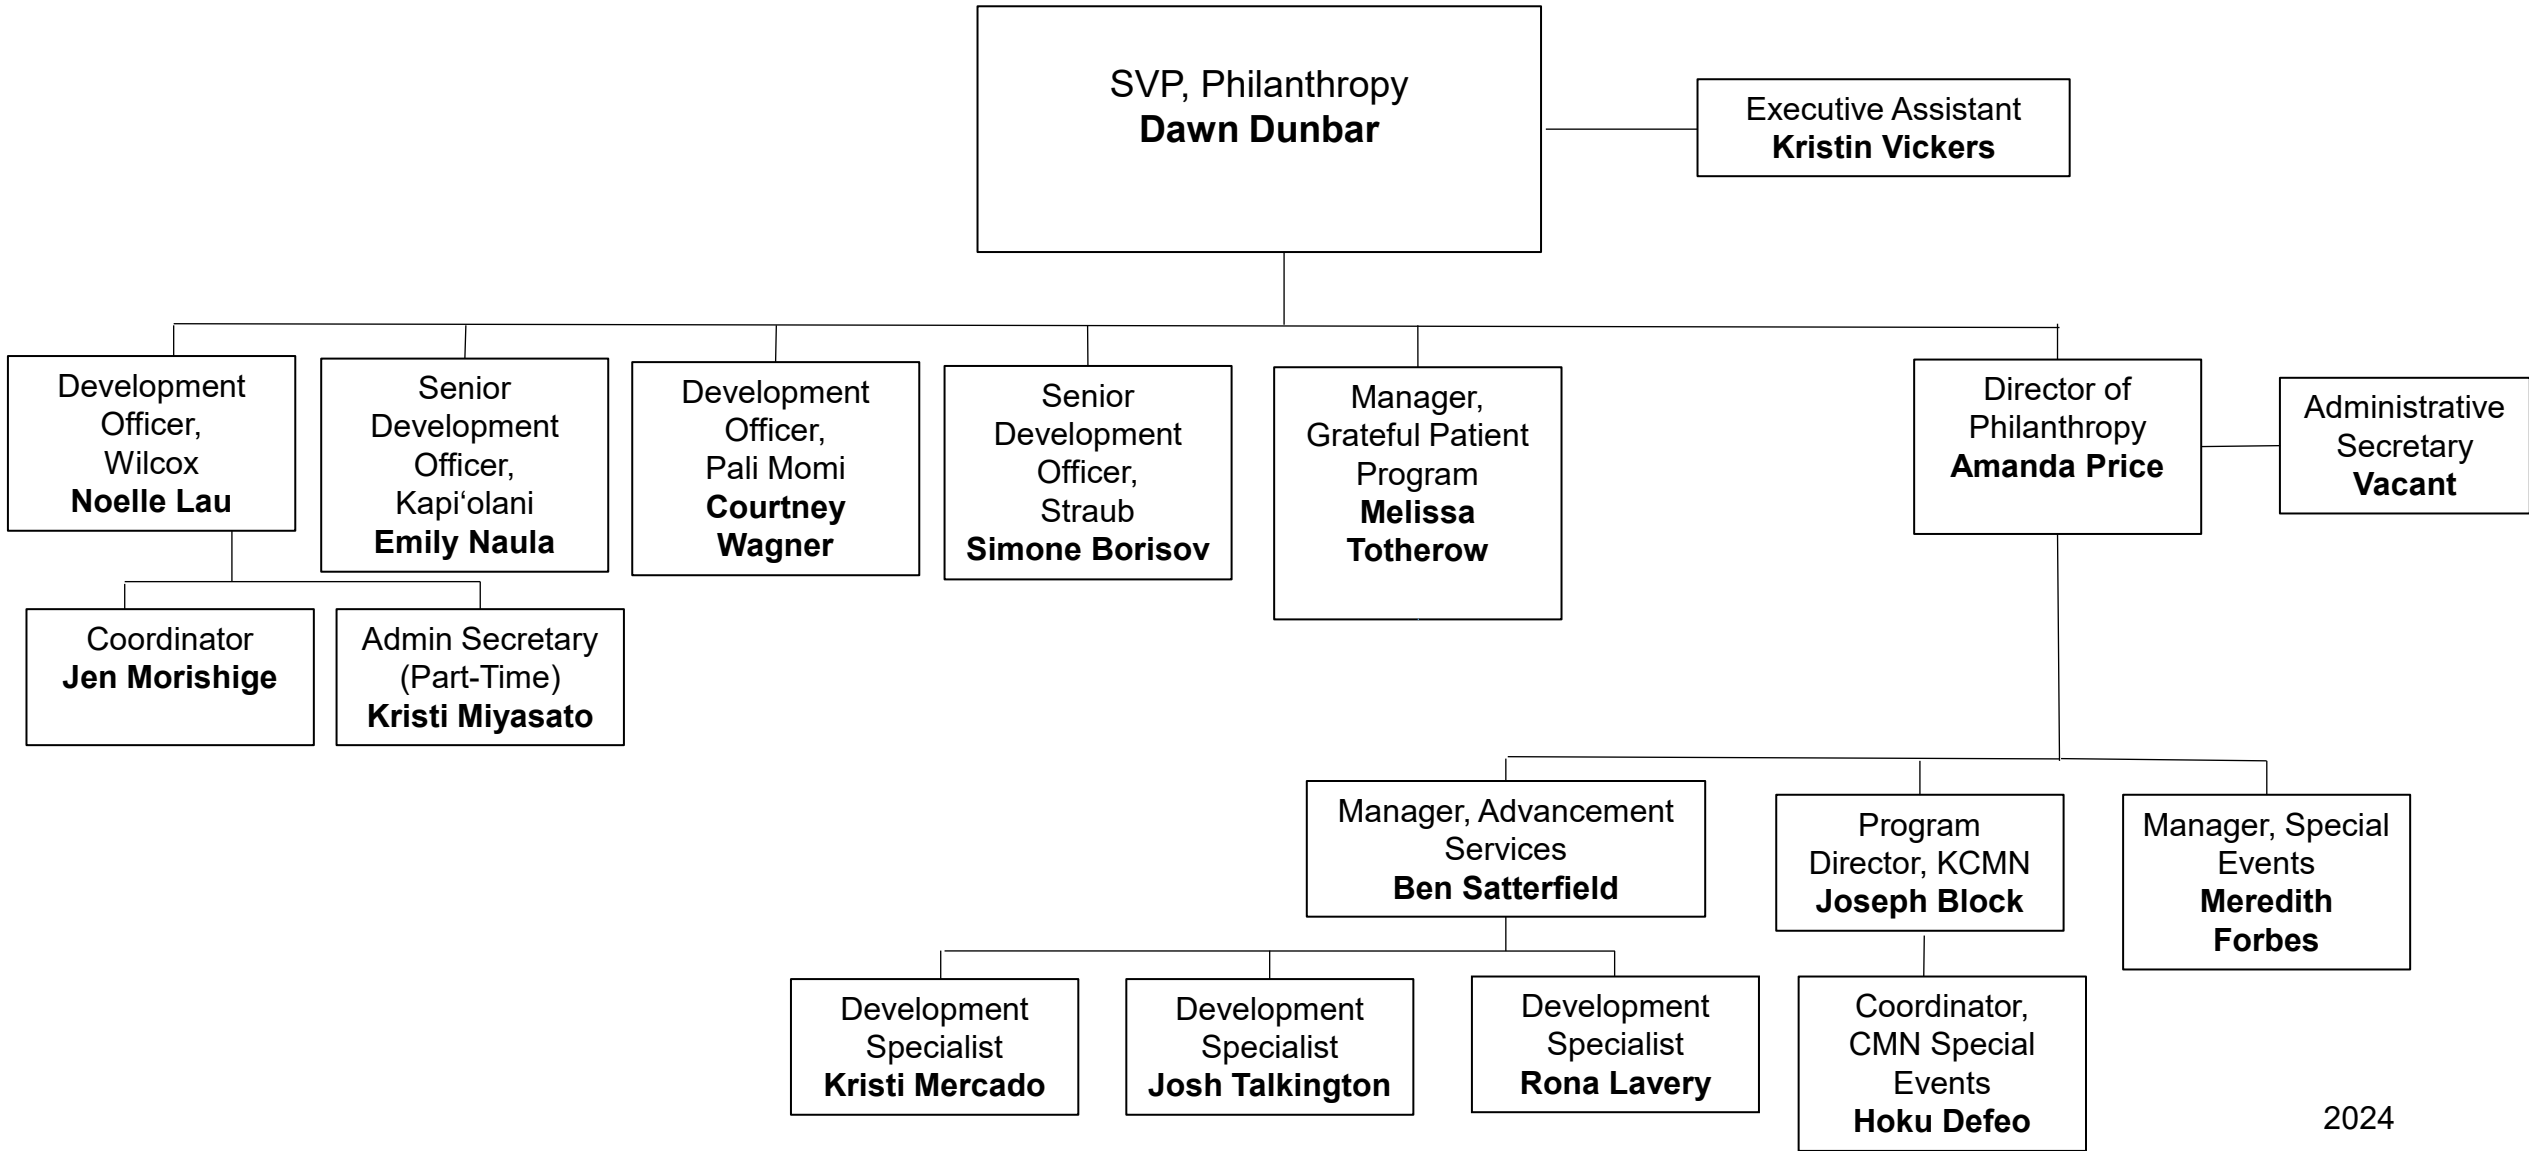 SVP, Philanthropy
Dawn Dunbar
Executive Assistant
Kristin Vickers
Development
Officer,
Wilcox
Noelle Lau
Senior
Development
Officer,
Kapi‘olani
Emily Naula
Development
Officer,
Pali Momi
Courtney
Wagner
Senior
Development
Officer,
Straub
Simone Borisov
Manager,
Grateful Patient
Program
Melissa
Totherow
Director of
Philanthropy
Amanda Price
Administrative
Secretary
Vacant
Coordinator
Jen Morishige
Admin Secretary
(Part-Time)
Kristi Miyasato
Manager, Advancement
Services
Ben Satterfield
Program
Director, KCMN
Joseph Block
Manager, Special
Events
Meredith
Forbes
Development
Specialist
Kristi Mercado
Development
Specialist
Josh Talkington
Development
Specialist
Rona Lavery
Coordinator,
CMN Special
Events
Hoku Defeo
2024